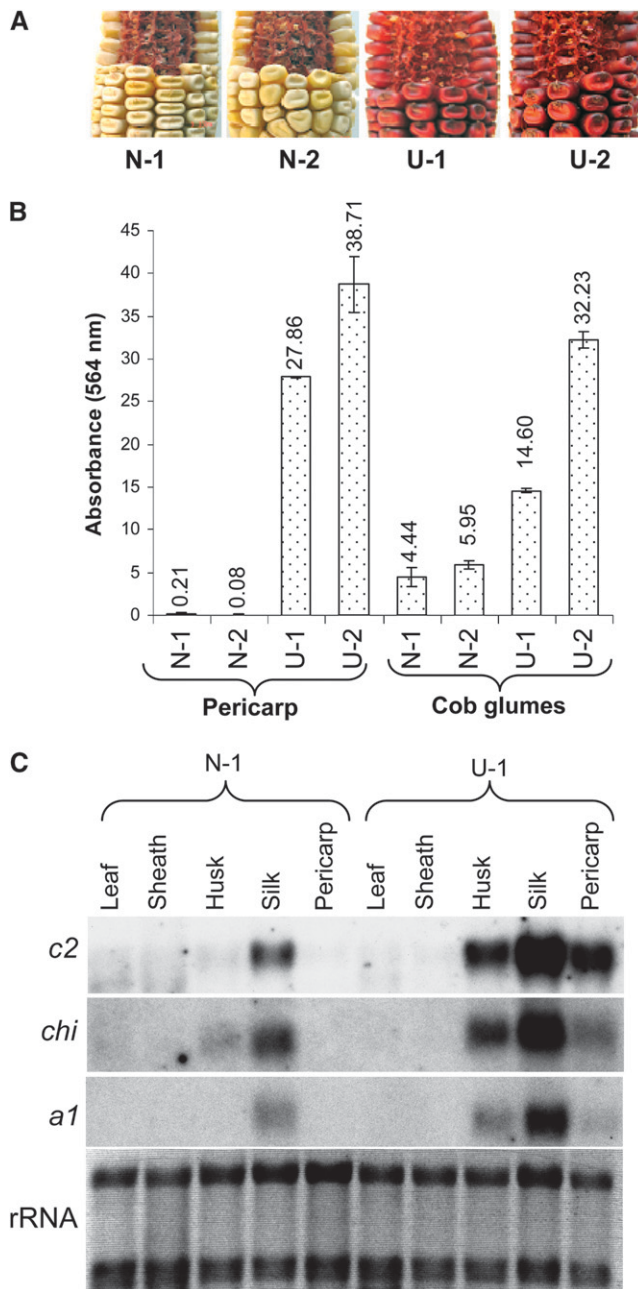 A
N-1 N-2 U-1 U-2
B
Absorbance (564 nm)
45
40
35
30
25
20
15
10
5
0
0.21 0.08 27.86 38.71 4.44 5.95 14.60 32.23
N-1 N-2 U-1 U-2 N-1 N-2 U-1 U-2
Pericarp Cob glumes
C
N-1 U-1
Leaf Sheath Husk Silk Pericarp Leaf Sheath Husk Silk Pericarp
c2
chi
a1
rRNA